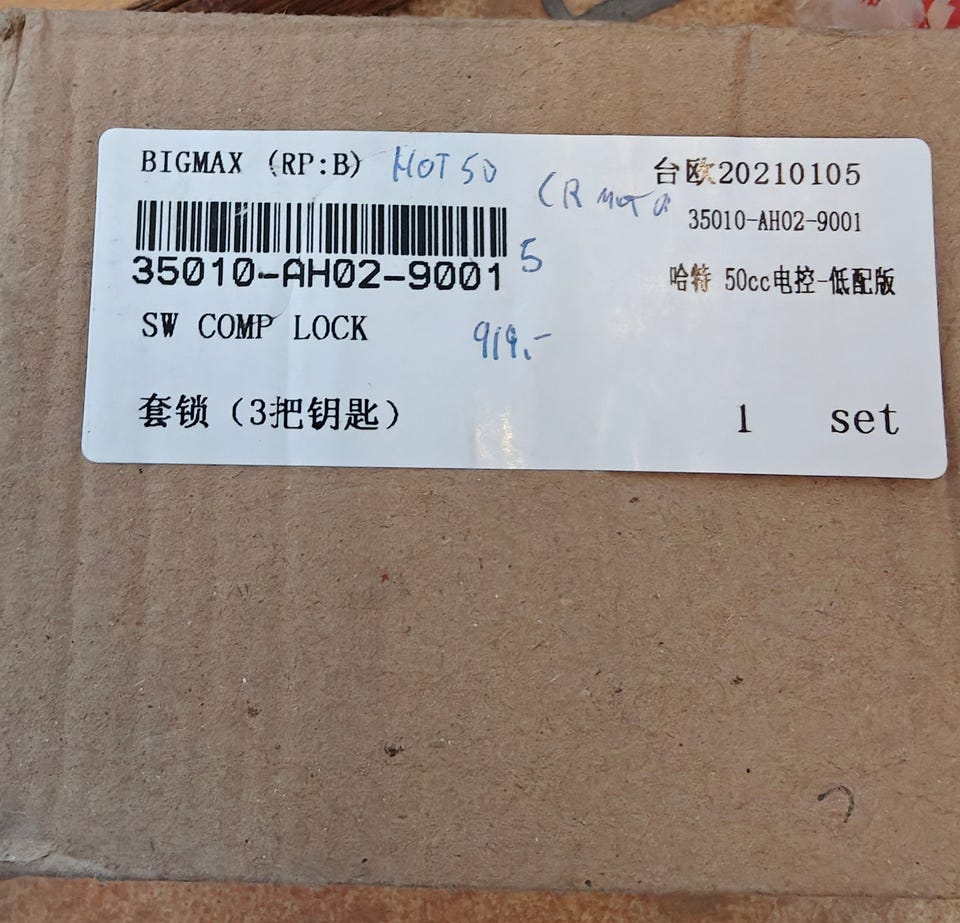 BIGMAX (RP:B) HOT 50
台欧20210105
CR MOTO
35010-AH02-9001
35010-AH02-9001 5
哈特 50cc电控-低配版
SW COMP LOCK
919.-
套锁（3把钥匙）
1 set